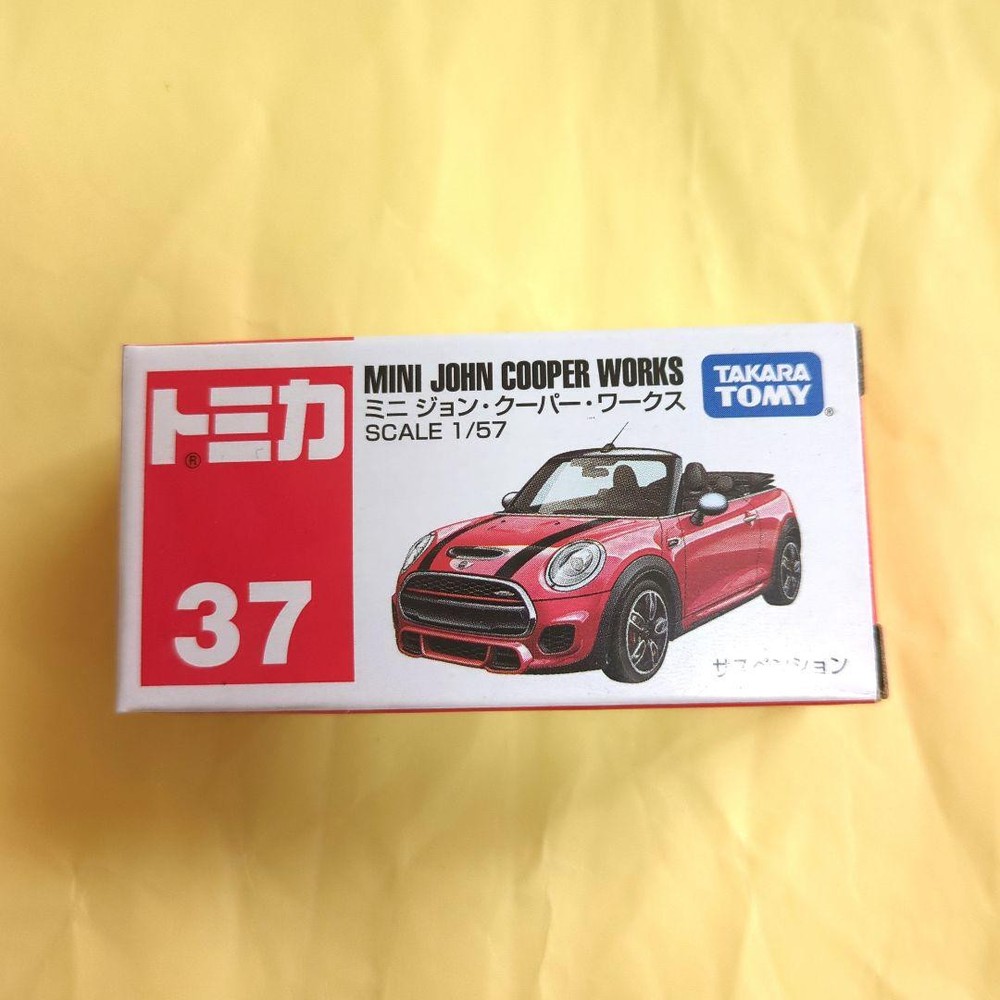 トミカ®
37
MINI JOHN COOPER WORKS
ミニ ジョン・クーパー・ワークス
SCALE 1/57
TAKARA
TOMY®
サスペンション